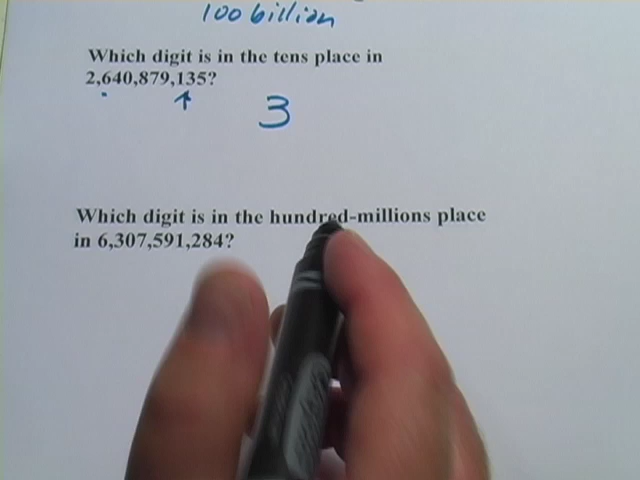 100 billion
Which digit is in the tens place in
2,640,879,135?
3
Which digit is in the hundred-millions place
in 6,307,591,284?